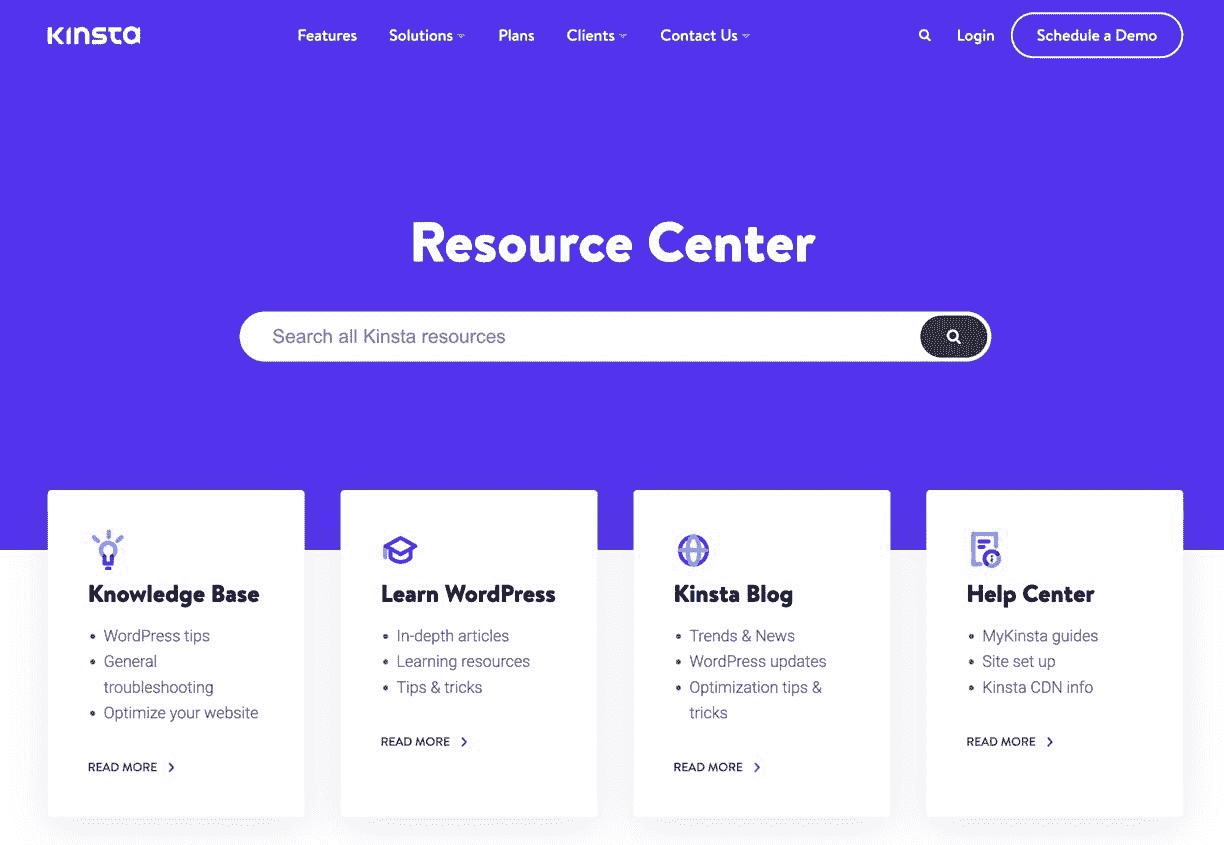 KINSTA
Features
Solutions
Plans
Clients
Contact Us
Login
Schedule a Demo
Resource Center
Search all Kinsta resources
Knowledge Base
• WordPress tips
• General
troubleshooting
• Optimize your website
READ MORE
Learn WordPress
• In-depth articles
• Learning resources
• Tips & tricks
READ MORE
Kinsta Blog
• Trends & News
• WordPress updates
• Optimization tips &
tricks
READ MORE
Help Center
• MyKinsta guides
• Site set up
• Kinsta CDN info
READ MORE